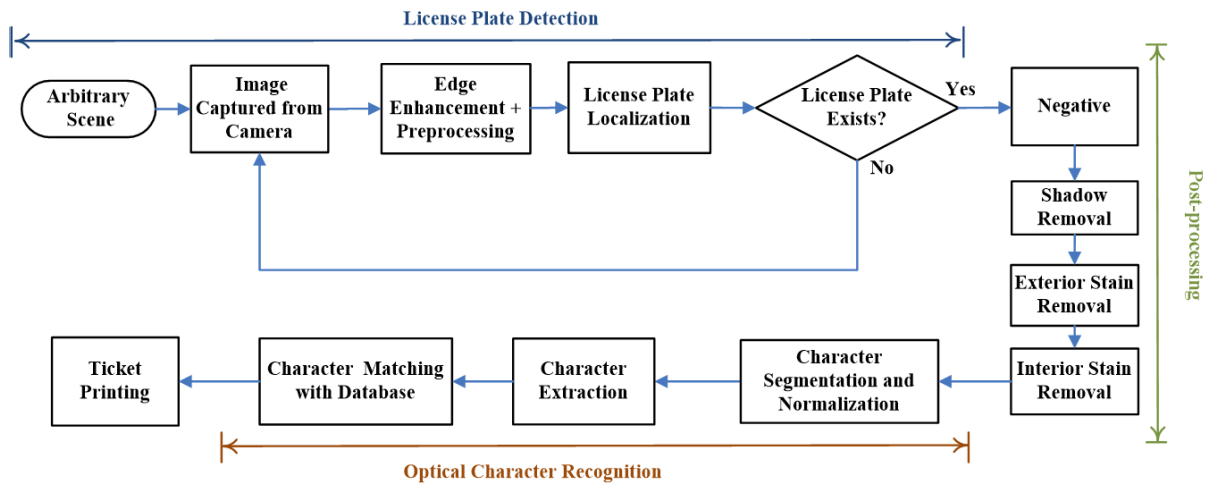 License Plate Detection
Arbitrary
Scene
Image
Captured from
Camera
Edge
Enhancement +
Preprocessing
License Plate
Localization
License Plate
Exists?
Yes
No
Negative
Shadow
Removal
Exterior Stain
Removal
Interior Stain
Removal
Post-processing
Character
Segmentation and
Normalization
Character
Extraction
Character Matching
with Database
Ticket
Printing
Optical Character Recognition